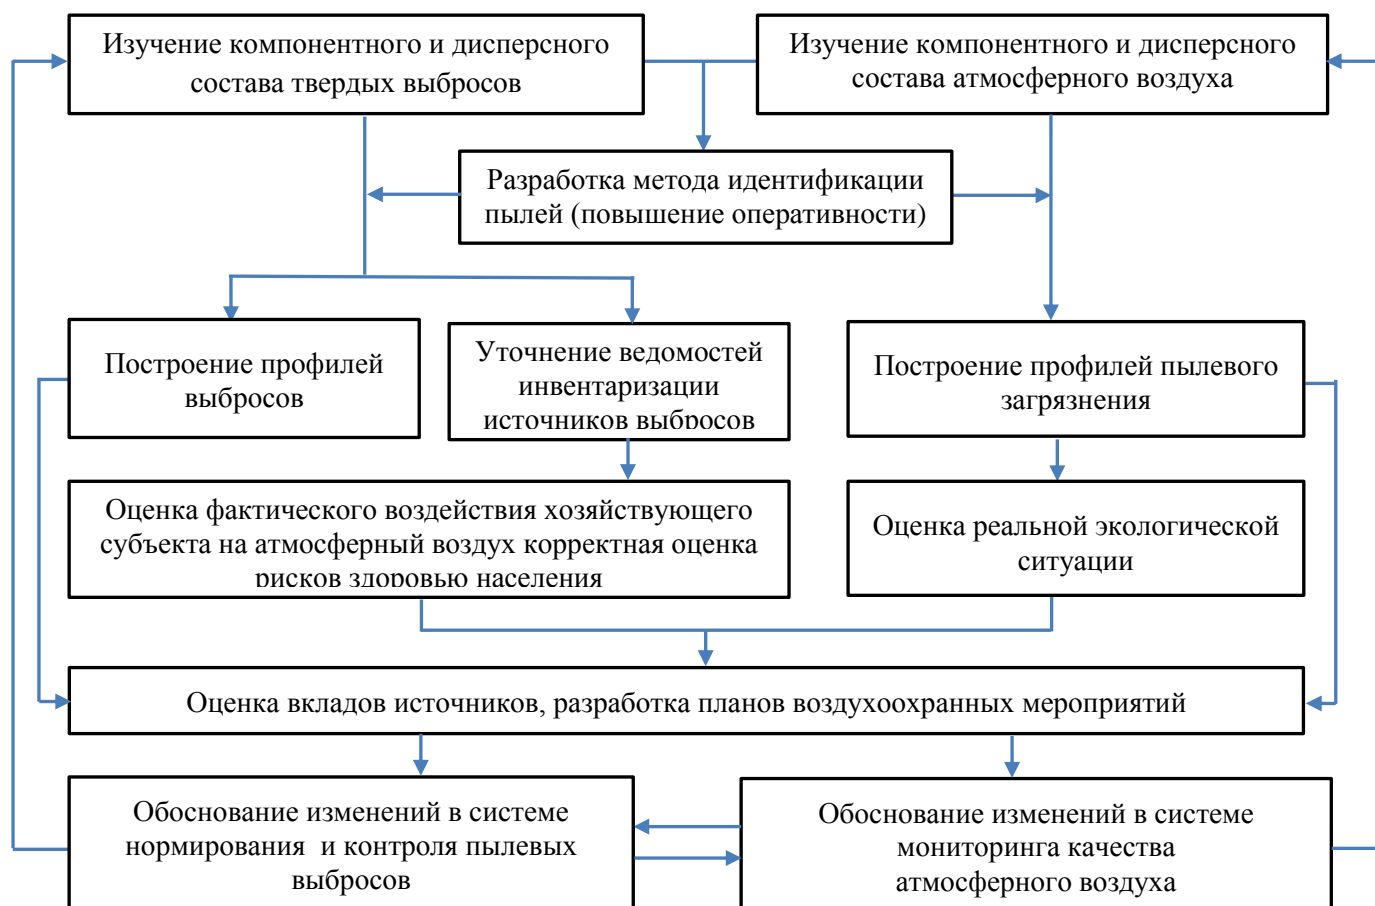 Изучение компонентного и дисперсного
состава твердых выбросов
Изучение компонентного и дисперсного
состава атмосферного воздуха
Разработка метода идентификации
пылей (повышение оперативности)
Построение профилей
выбросов
Уточнение ведомостей
инвентаризации
источников выбросов
Построение профилей пылевого
загрязнения
Оценка фактического воздействия хозяйствующего
субъекта на атмосферный воздух корректная оценка
рисков здоровью населения
Оценка реальной экологической
ситуации
Оценка вкладов источников, разработка планов воздухоохранных мероприятий
Обоснование изменений в системе
нормирования  и контроля пылевых
выбросов
Обоснование изменений в системе
мониторинга качества
атмосферного воздуха